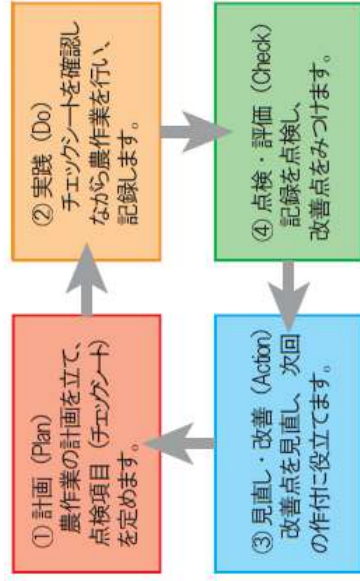 ① 計画 (Plan)
農作業の計画を立て、
点検項目 (チェックシート)
を定めます。
② 実践 (Do)
チェックシートを確認し
ながら農作業を行い、
記録します。
④ 点検・評価 (Check)
記録を点検し、
改善点をみつけます。
③ 見直し・改善 (Action)
改善点を見直し、次回
の作付に役立てます。